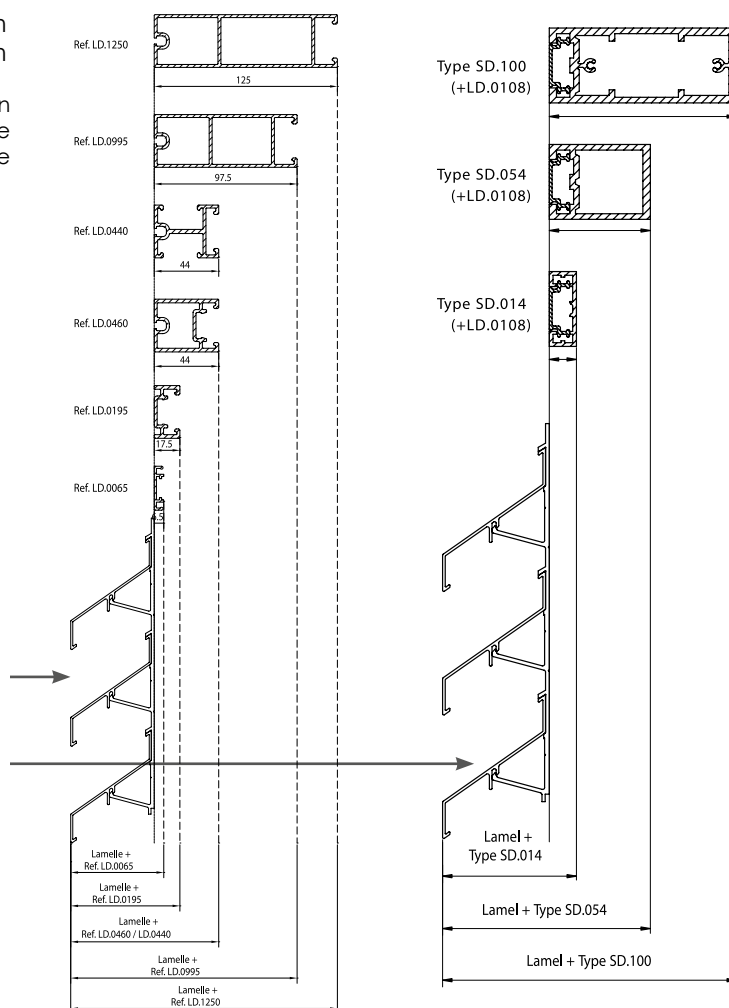 n
n
n
e
e
Ref. LD.1250
125
Ref. LD.0995
97.5
Ref. LD.0440
44
Ref. LD.0460
44
Ref. LD.0195
17.5
Ref. LD.0065
6.5
Lamelle +
Ref. LD.0065
Lamelle +
Ref. LD.0195
Lamelle +
Ref. LD.0460 / LD.0440
Lamelle +
Ref. LD.0995
Lamelle +
Ref. LD.1250
Type SD.100
(+LD.0108)
Type SD.054
(+LD.0108)
Type SD.014
(+LD.0108)
Lamel +
Type SD.014
Lamel + Type SD.054
Lamel + Type SD.100